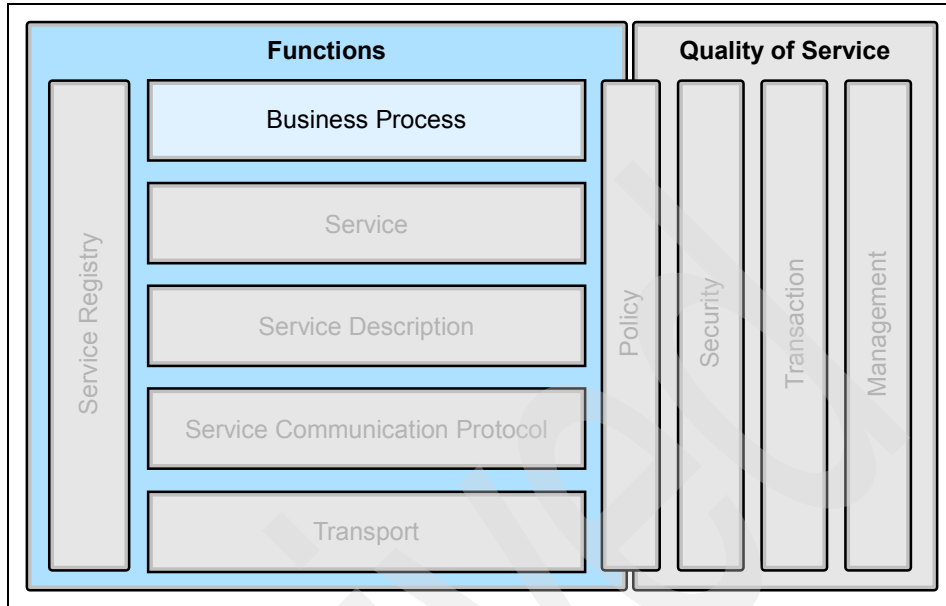 Functions
Quality of Service
Service Registry
Business Process
Service
Service Description
Service Communication Protocol
Transport
Policy
Security
Transaction
Management